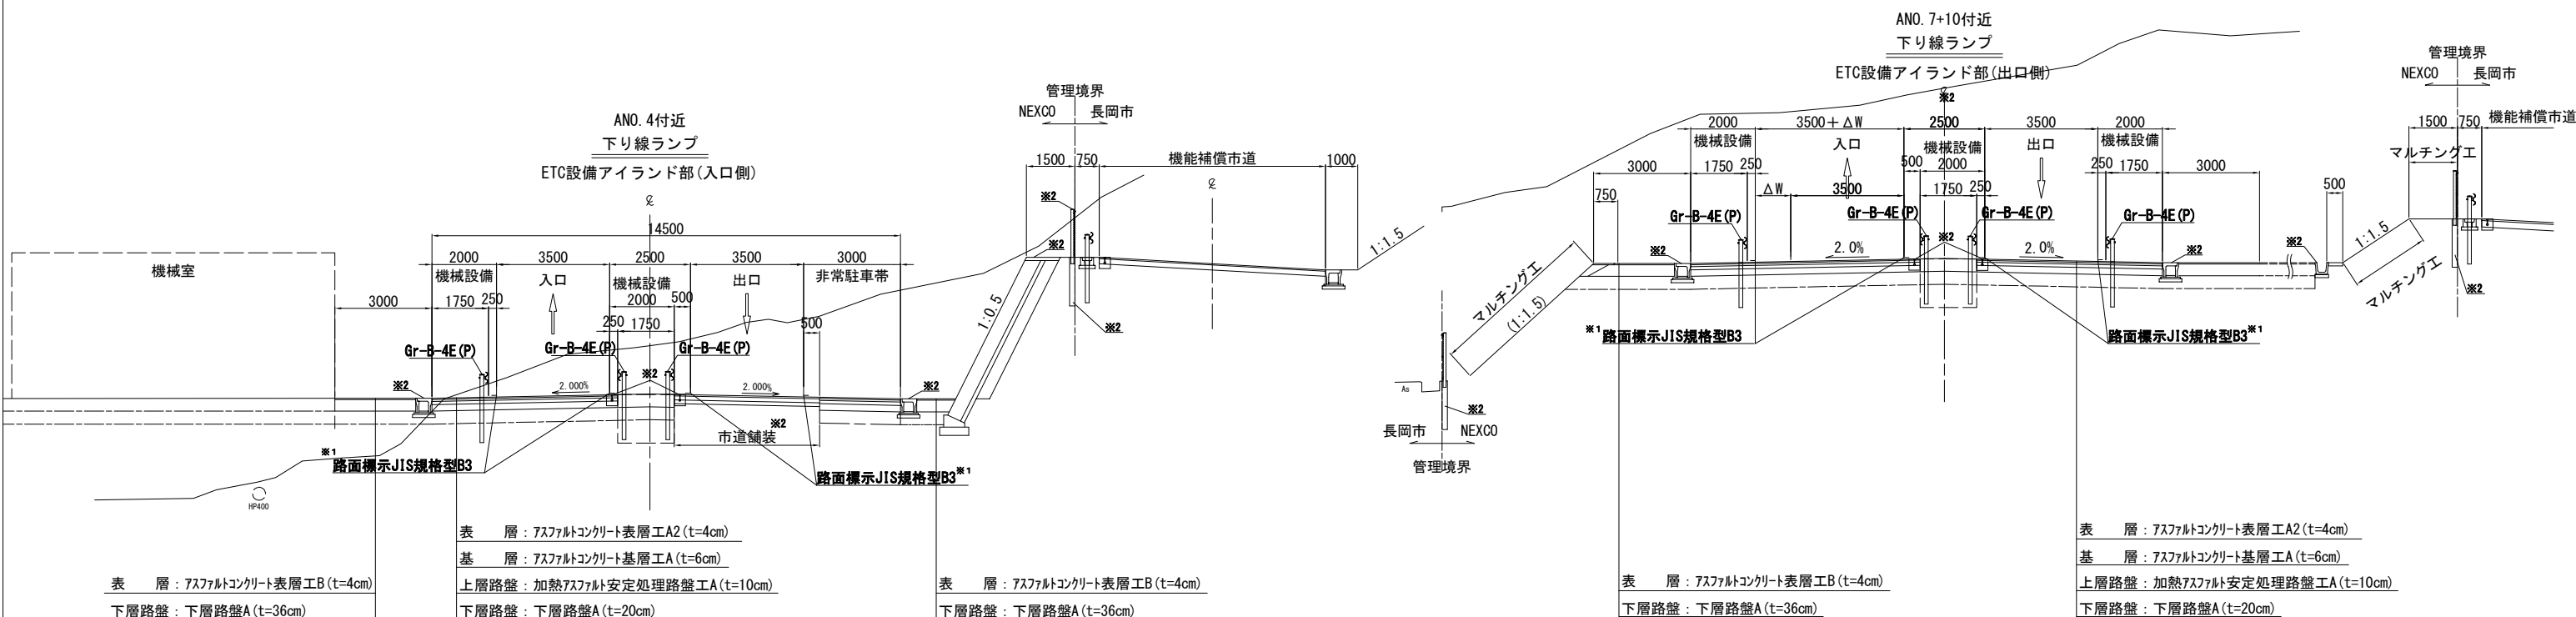 ANO. 4付近
下り線ランプ
ETC設備アイランド部(入口側)
℄
14500
2000
3500
2500
3500
3000
機械設備
入口
機械設備
出口
非常駐車帯
機械室
3000
1750
250
2000
500
250
1750
500
Gr-B-4E(P)
Gr-B-4E(P)
Gr-B-4E(P)
※2
※2
※2
2.000%
2.000%
※2
市道舗装
※1
路面標示JIS規格型B3
路面標示JIS規格型B3※1
HP400
管理境界
NEXCO
長岡市
1500
750
機能補償市道
1000
℄
※2
※2
※2
1:0.5
1:1.5
表 層：アスファルトコンクリート表層工B(t=4cm)
下層路盤：下層路盤A(t=36cm)
表 層：アスファルトコンクリート表層工A2(t=4cm)
基 層：アスファルトコンクリート基層工A(t=6cm)
上層路盤：加熱アスファルト安定処理路盤工A(t=10cm)
下層路盤：下層路盤A(t=20cm)
表 層：アスファルトコンクリート表層工B(t=4cm)
下層路盤：下層路盤A(t=36cm)
ANO. 7+10付近
下り線ランプ
ETC設備アイランド部(出口側)
℄
※2
2000
3500+ΔW
2500
3500
2000
機械設備
入口
機械設備
出口
機械設備
3000
1750
250
500
2000
250
1750
3000
750
ΔW
3500
1750
250
500
Gr-B-4E(P)
Gr-B-4E(P)
Gr-B-4E(P)
Gr-B-4E(P)
※2
※2
※2
※2
2.0%
2.0%
マルチング工
(1:1.5)
※1路面標示JIS規格型B3
路面標示JIS規格型B3※1
As
※2
長岡市
NEXCO
管理境界
管理境界
NEXCO
長岡市
1500
750
機能補償市道
マルチング工
1:1.5
マルチング工
※2
表 層：アスファルトコンクリート表層工B(t=4cm)
下層路盤：下層路盤A(t=36cm)
表 層：アスファルトコンクリート表層工A2(t=4cm)
基 層：アスファルトコンクリート基層工A(t=6cm)
上層路盤：加熱アスファルト安定処理路盤工A(t=10cm)
下層路盤：下層路盤A(t=20cm)